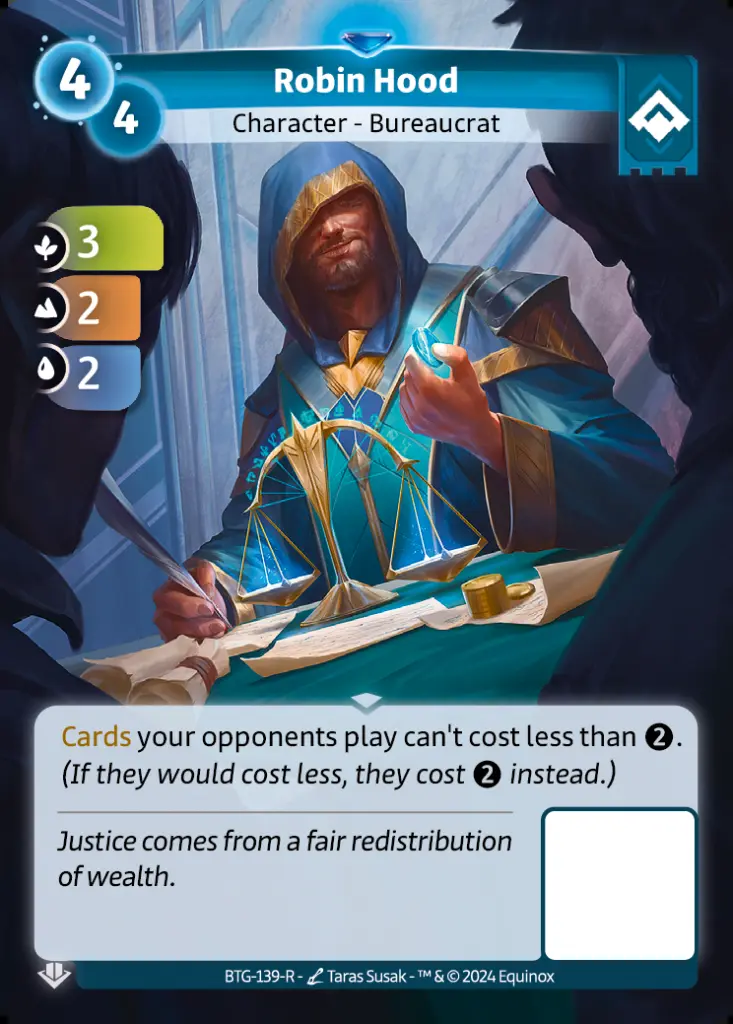 4
Robin Hood
4
Character - Bureaucrat
3
2
2
Cards your opponents play can't cost less than 2.
(If they would cost less, they cost 2 instead.)
Justice comes from a fair redistribution
of wealth.
BTG-139-R - Taras Susak - ™ & © 2024 Equinox